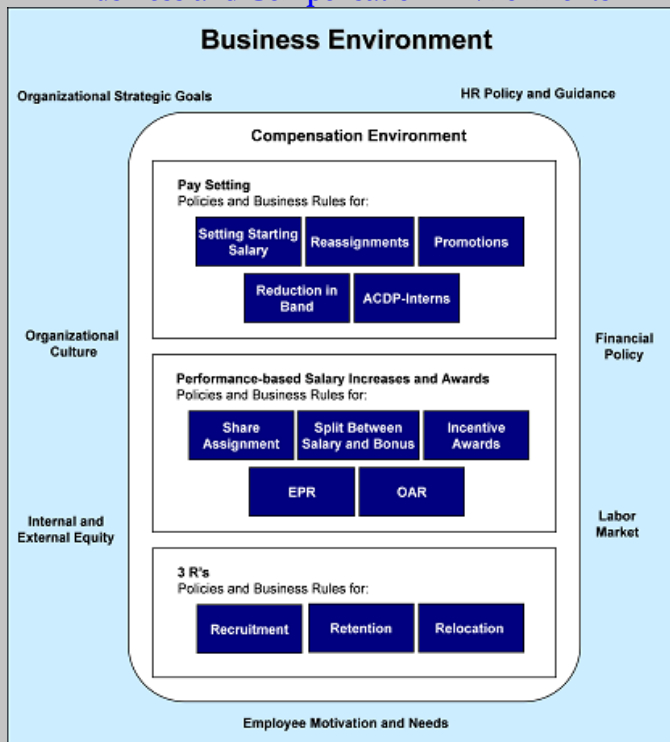 Business Environment
Organizational Strategic Goals
HR Policy and Guidance
Compensation Environment
Pay Setting
Policies and Business Rules for:
Setting Starting
Salary
Reassignments
Promotions
Reduction in
Band
ACDP-Interns
Organizational
Culture
Financial
Policy
Performance-based Salary Increases and Awards
Policies and Business Rules for:
Share
Assignment
Split Between
Salary and Bonus
Incentive
Awards
EPR
OAR
Internal and
External Equity
Labor
Market
3 R's
Policies and Business Rules for:
Recruitment
Retention
Relocation
Employee Motivation and Needs